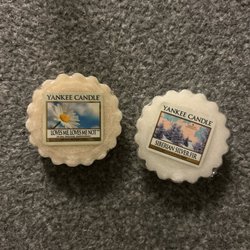 YANKEE CANDLE
LOVES ME, LOVES ME NOT
YANKEE CANDLE
SIBERIAN SILVER FIR